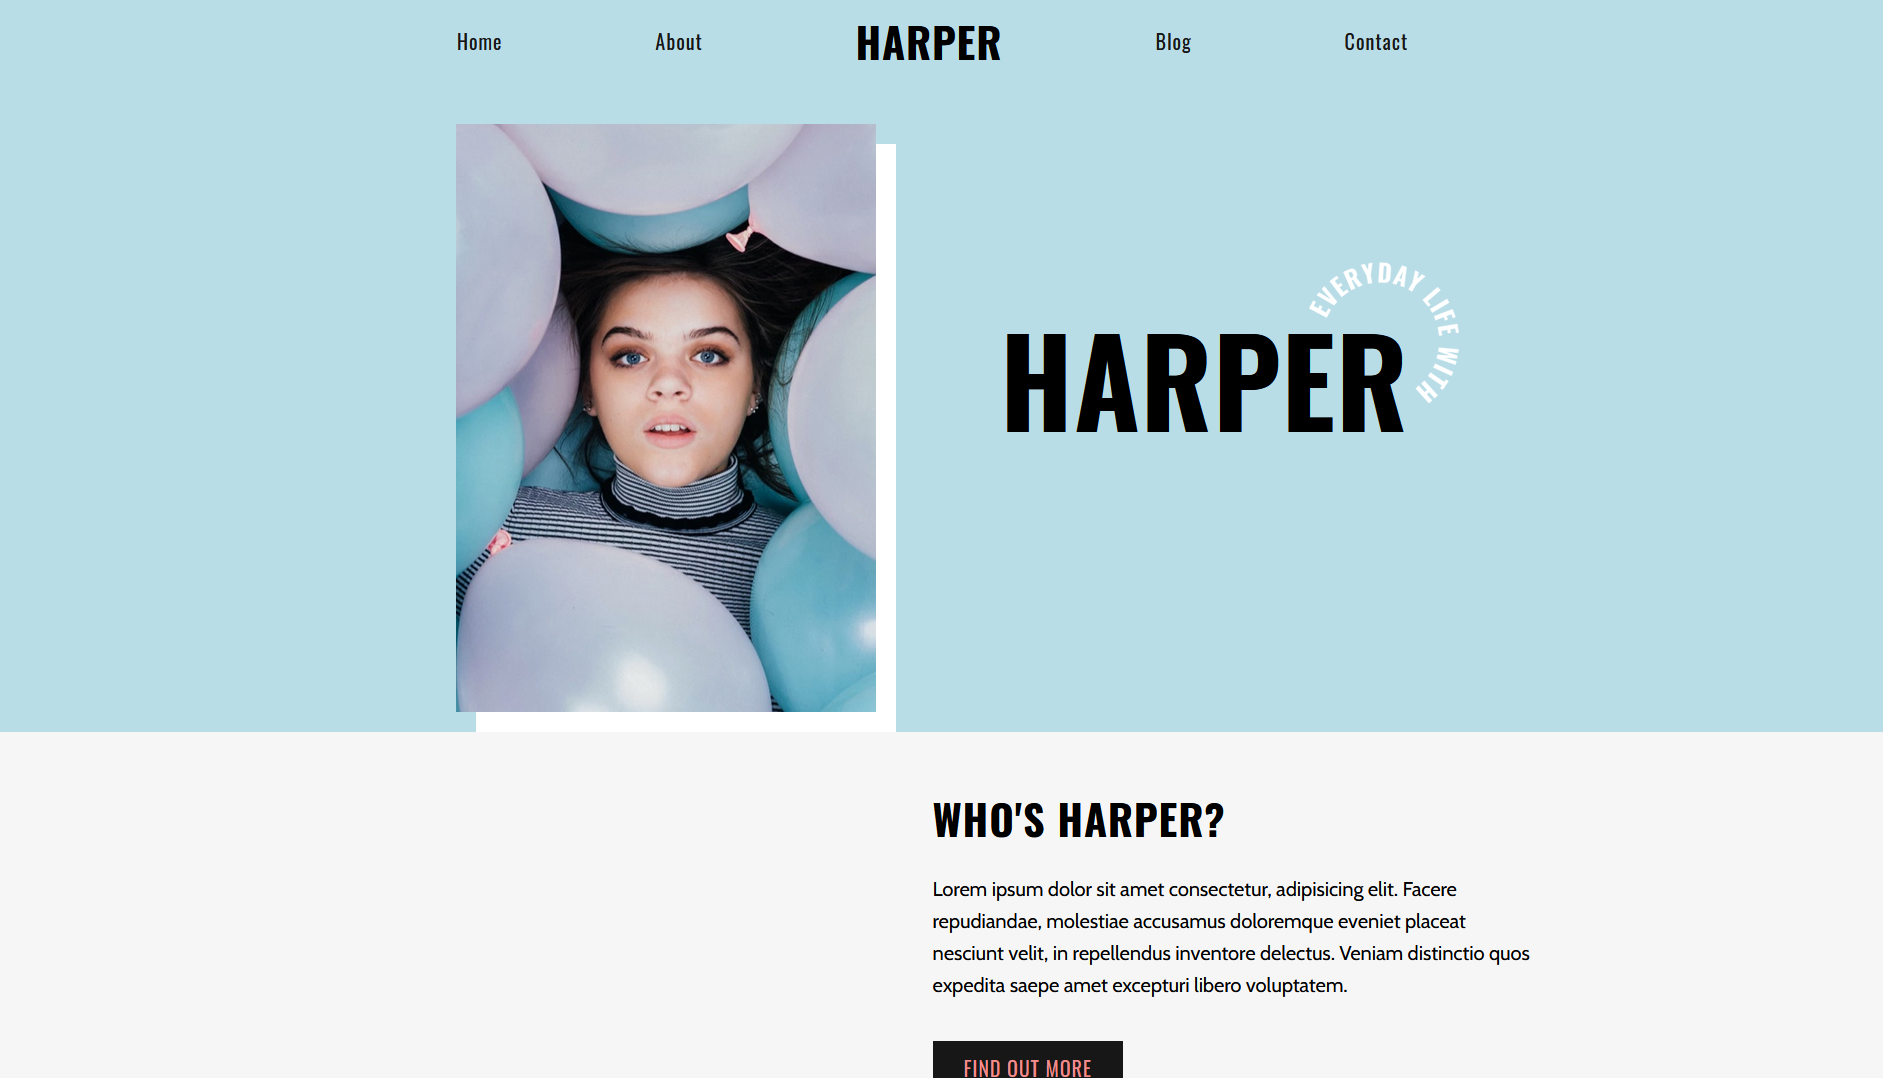 Home About HARPER Blog Contact
EVERYDAY LIFE WITH
HARPER
WHO'S HARPER?
Lorem ipsum dolor sit amet consectetur, adipisicing elit. Facere
repudiandae, molestiae accusamus doloremque eveniet placeat
nesciunt velit, in repellendus inventore delectus. Veniam distinctio quos
expedita saepe amet excepturi libero voluptatem.
FIND OUT MORE